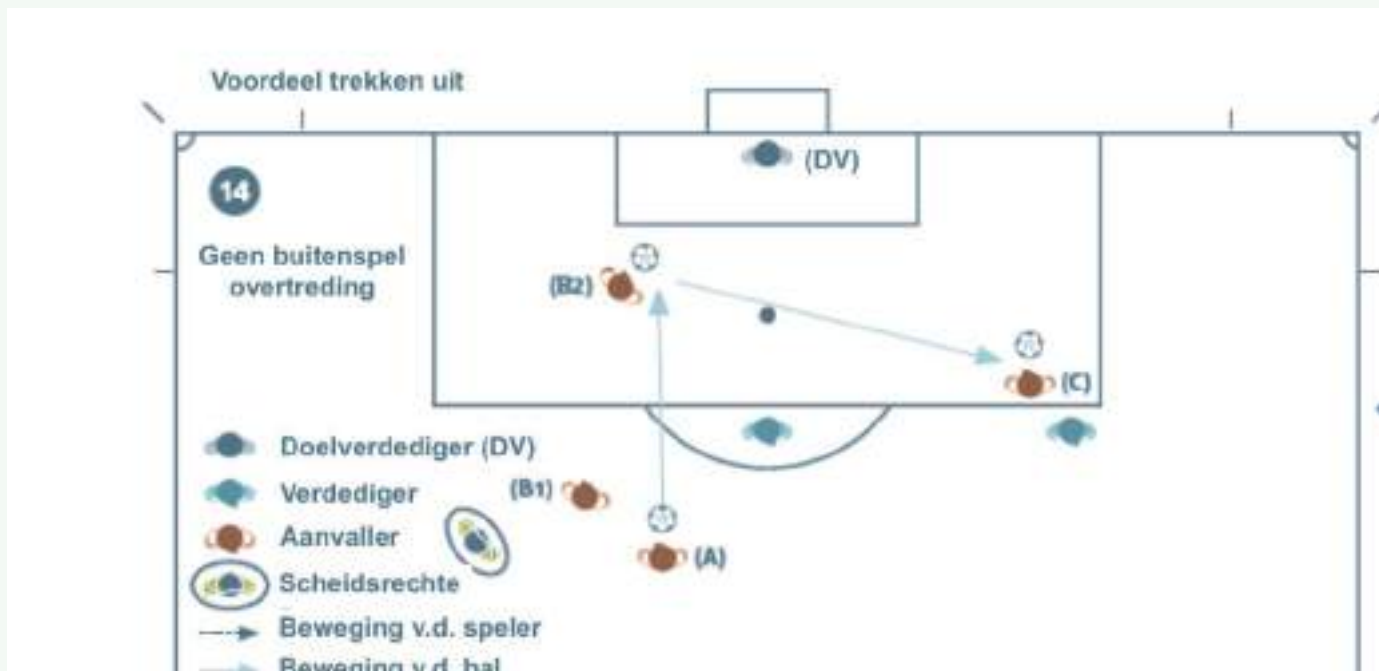 Voordeel trekken uit
(DV)
14
Geen buitenspel
overtreding
(B2)
(C)
Doelverdediger (DV)
Verdediger
(B1)
Aanvaller
(A)
Scheidsrechte
Beweging v.d. speler
Beweging v.d. bal